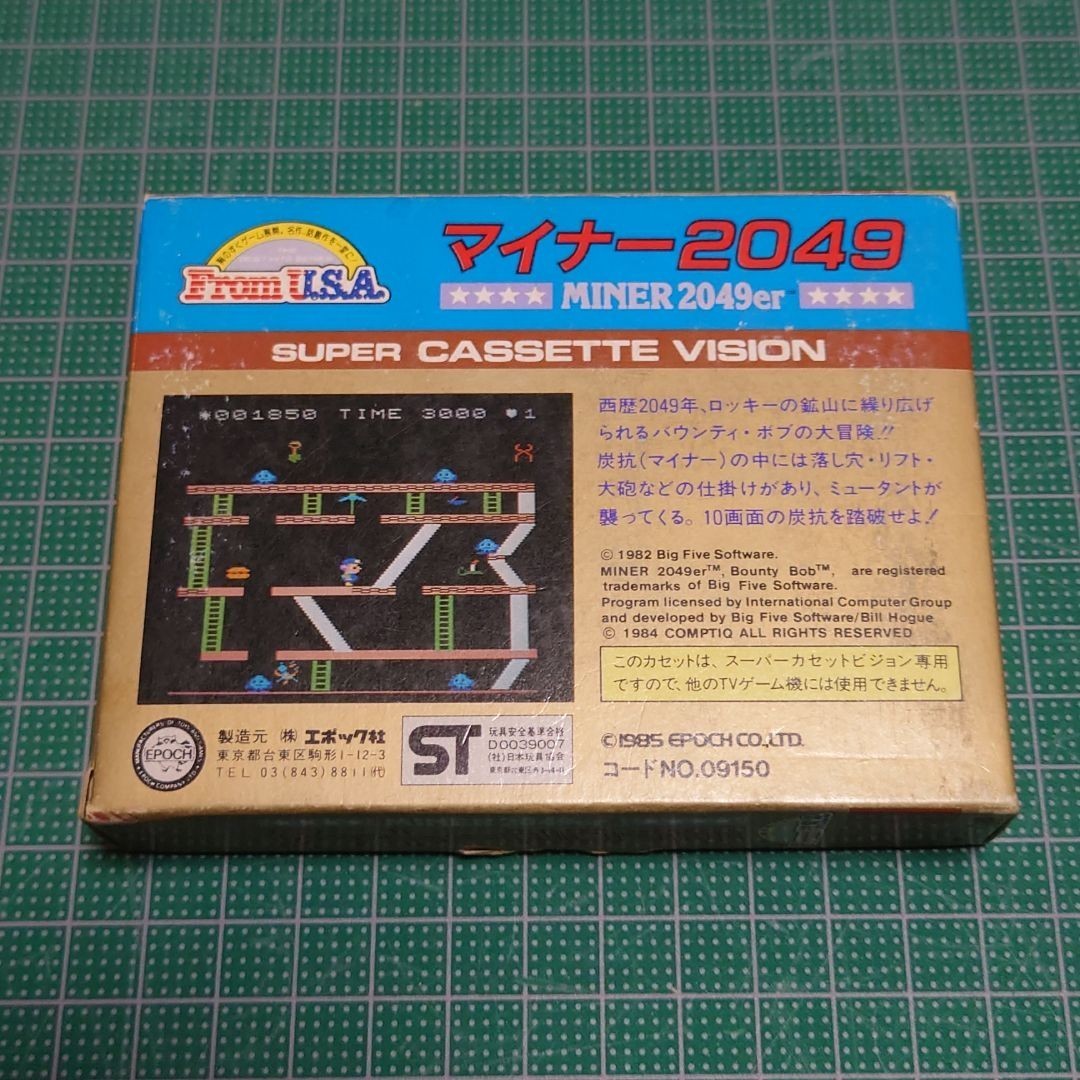 From U.S.A.
マイナー2049
MINER 2049er
SUPER CASSETTE VISION
001850 TIME 3000 ♥1
西歴2049年、ロッキーの鉱山に繰り広げ
られるバウンティ・ボブの大冒険!!
炭抗(マイナー)の中には落し穴・リフト・
大砲などの仕掛けがあり、ミュータントが
襲ってくる。10画面の炭抗を踏破せよ!
© 1982 Big Five Software.
MINER 2049er™, Bounty Bob™, are registered
trademarks of Big Five Software.
Program licensed by International Computer Group
and developed by Big Five Software/Bill Hogue
© 1984 COMPTIQ ALL RIGHTS RESERVED
このカセットは、スーパーカセットビジョン専用
ですので、他のTVゲーム機には使用できません。
EPOCH
製造元 (株) エポック社
東京都台東区駒形1-12-3
TEL 03(843)8811(代)
ST
玩具安全基準合格
D0039007
(社)日本玩具協会
©1985 EPOCH CO.,LTD.
コードNO.09150